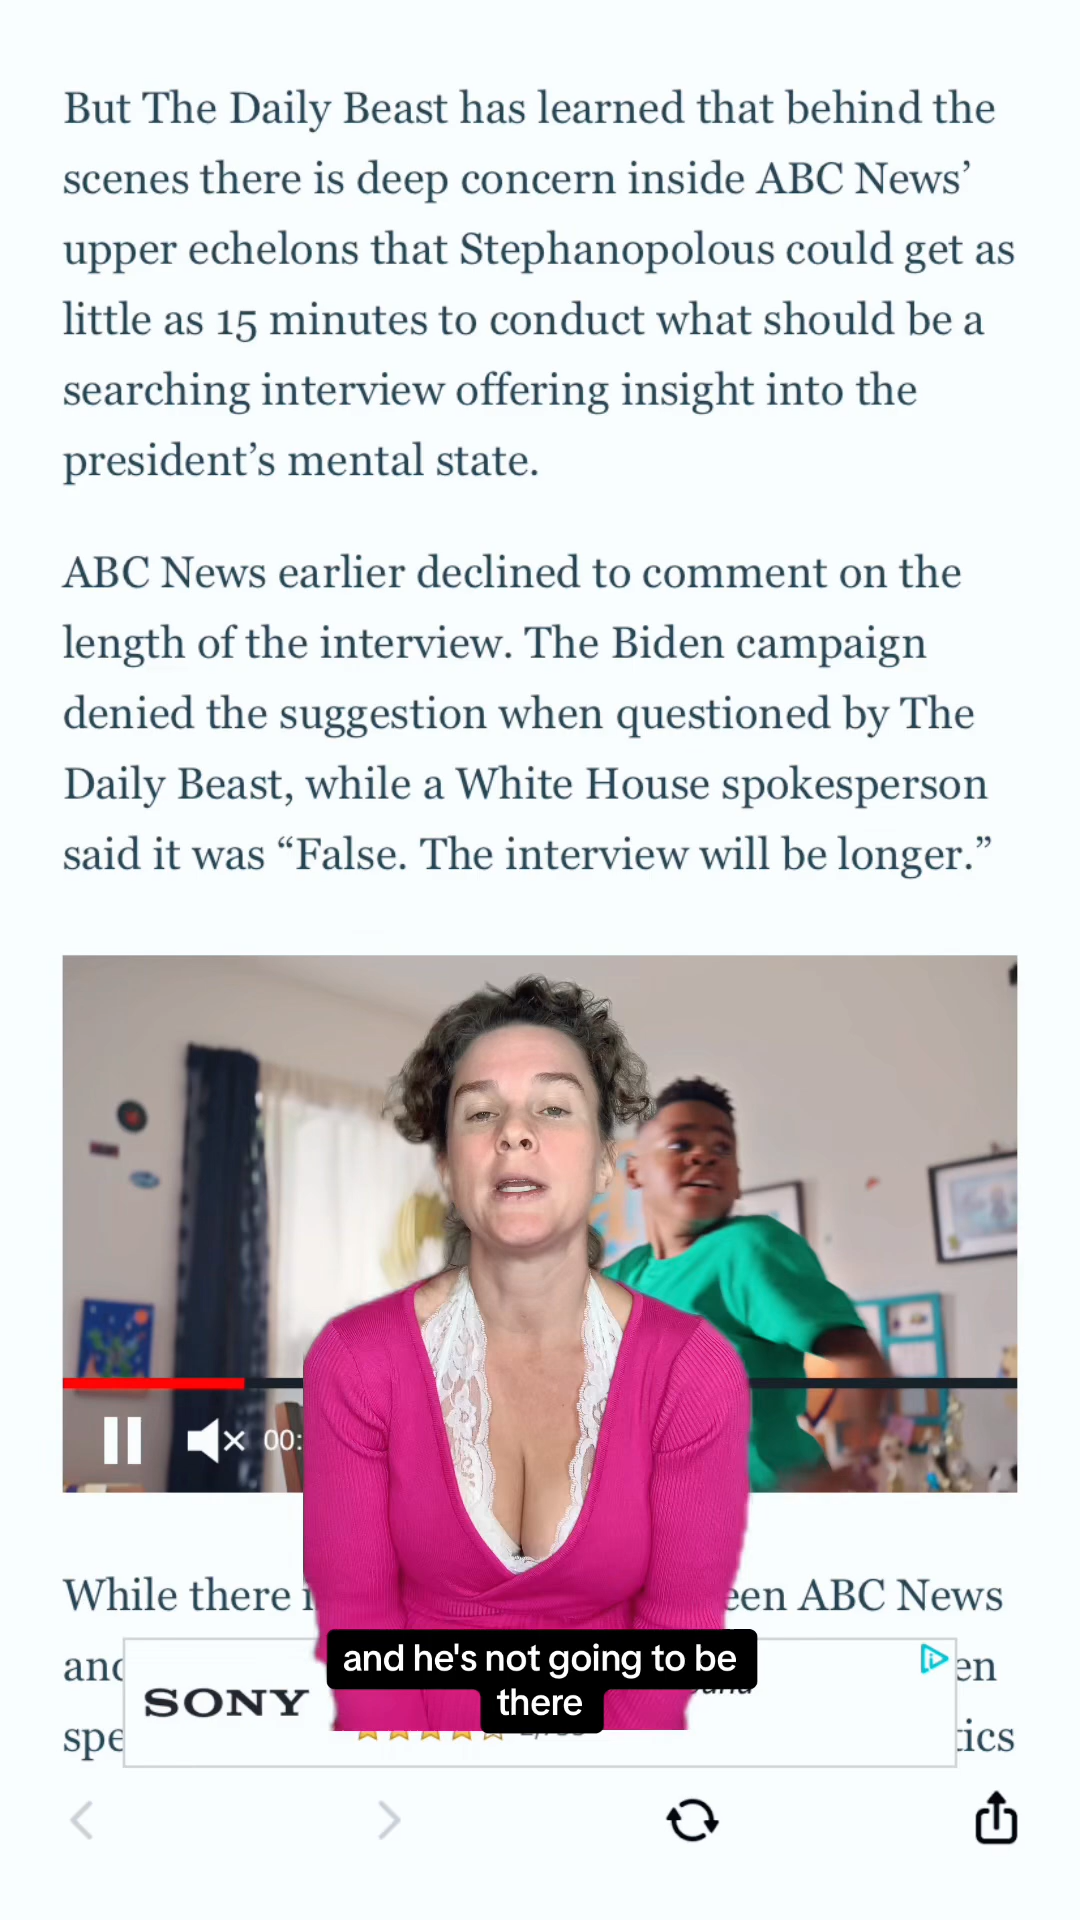 But The Daily Beast has learned that behind the
scenes there is deep concern inside ABC News’
upper echelons that Stephanopolous could get as
little as 15 minutes to conduct what should be a
searching interview offering insight into the
president’s mental state.
ABC News earlier declined to comment on the
length of the interview. The Biden campaign
denied the suggestion when questioned by The
Daily Beast, while a White House spokesperson
said it was “False. The interview will be longer.”
00:
While there
ABC News
and he's not going to be
there
SONY